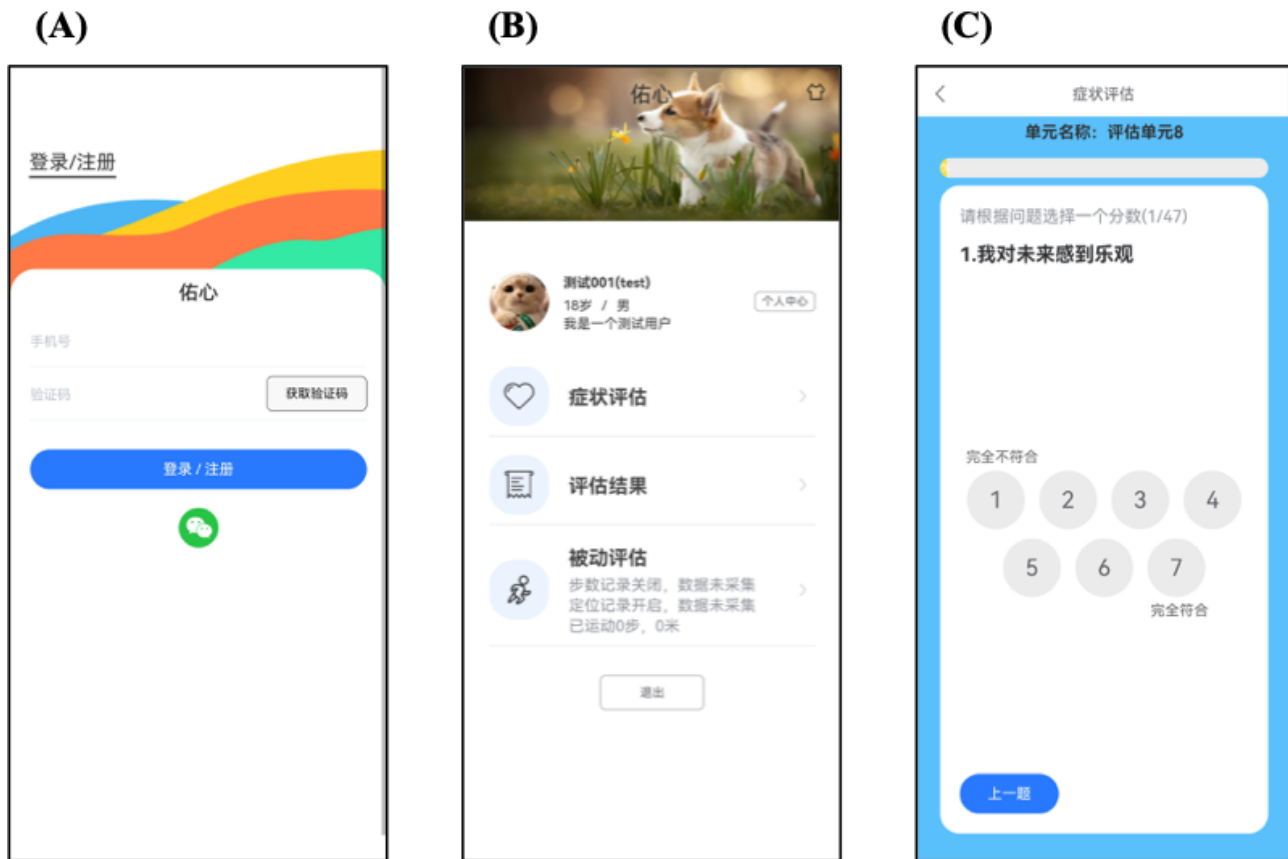 (A)
登录/注册
佑心
手机号
验证码
获取验证码
登录 / 注册
(B)
佑心
测试001(test)
18岁 / 男
我是一个测试用户
个人中心
症状评估
评估结果
被动评估
步数记录关闭，数据未采集
定位记录开启，数据未采集
已运动0步，0米
退出
(C)
症状评估
单元名称：评估单元8
请根据问题选择一个分数(1/47)
1.我对未来感到乐观
完全不符合
1 2 3 4
5 6 7
完全符合
上一题